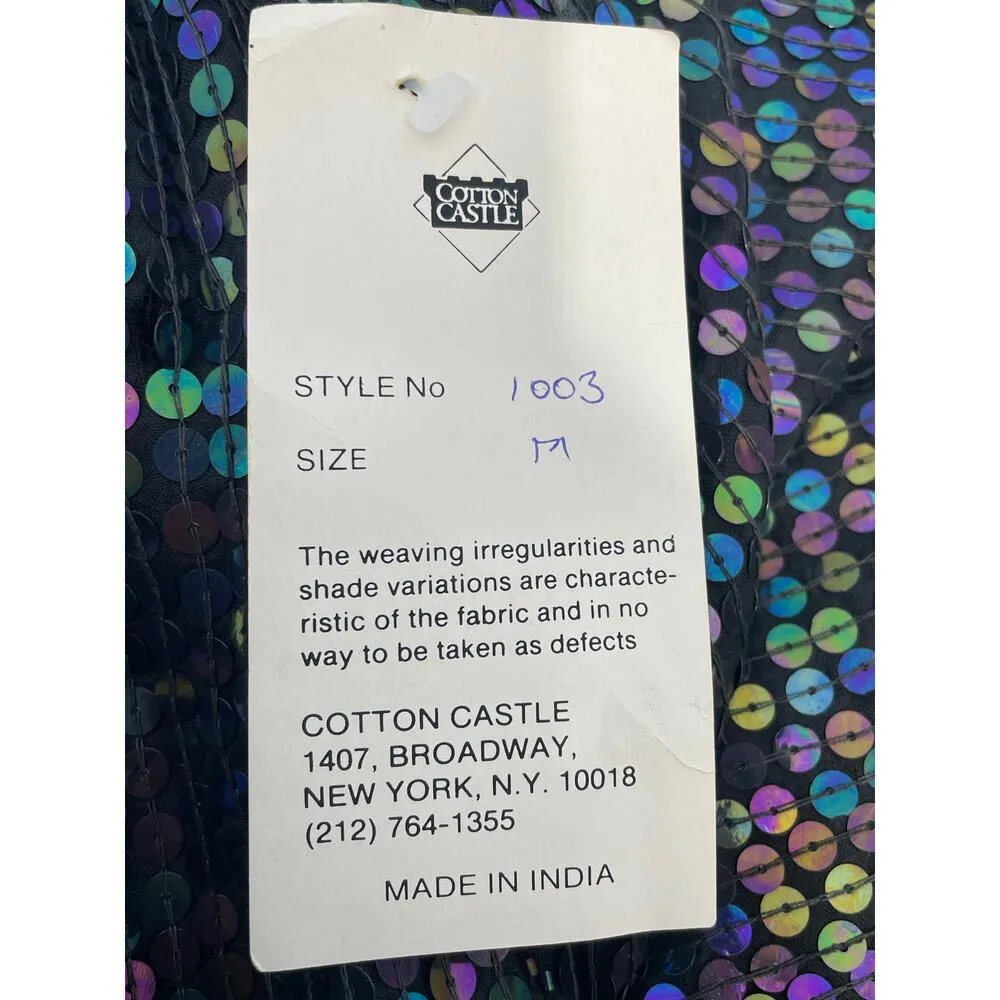 COTTON
CASTLE
STYLE No 1003
SIZE M
The weaving irregularities and
shade variations are characte-
ristic of the fabric and in no
way to be taken as defects
COTTON CASTLE
1407, BROADWAY,
NEW YORK, N.Y. 10018
(212) 764-1355
MADE IN INDIA